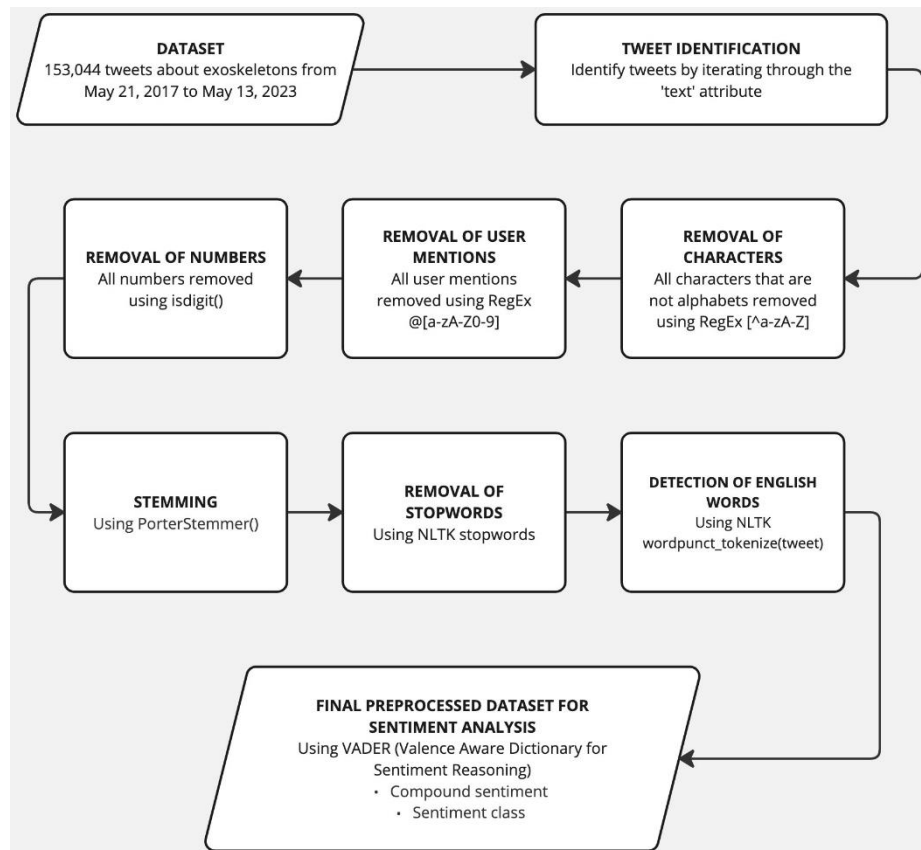 DATASET
153,044 tweets about exoskeletons from
May 21, 2017 to May 13, 2023
TWEET IDENTIFICATION
Identify tweets by iterating through the
'text' attribute
REMOVAL OF
CHARACTERS
All characters that are
not alphabets removed
using RegEx [^a-zA-Z]
REMOVAL OF USER
MENTIONS
All user mentions
removed using RegEx
@[a-zA-Z0-9]
REMOVAL OF NUMBERS
All numbers removed
using isdigit()
STEMMING
Using PorterStemmer()
REMOVAL OF
STOPWORDS
Using NLTK stopwords
DETECTION OF ENGLISH
WORDS
Using NLTK
wordpunct_tokenize(tweet)
FINAL PREPROCESSED DATASET FOR
SENTIMENT ANALYSIS
Using VADER (Valence Aware Dictionary for
Sentiment Reasoning)
• Compound sentiment
• Sentiment class